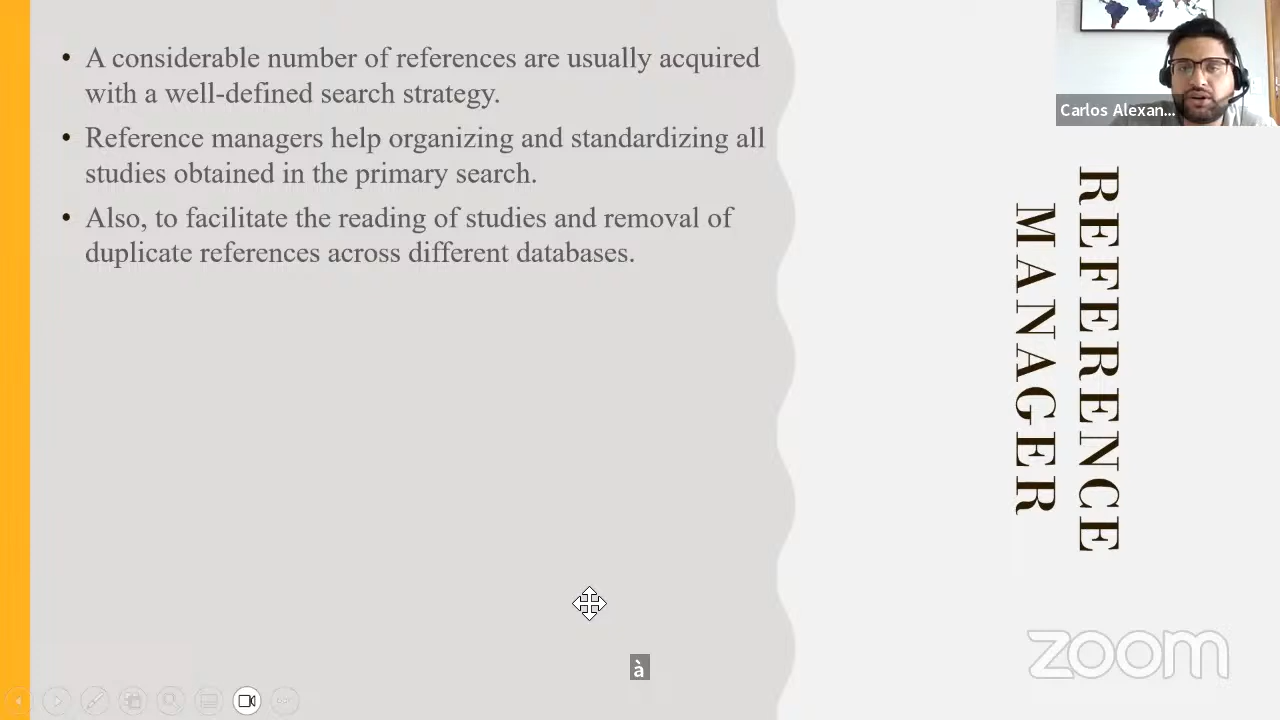 • A considerable number of references are usually acquired
with a well-defined search strategy.
• Reference managers help organizing and standardizing all
studies obtained in the primary search.
• Also, to facilitate the reading of studies and removal of
duplicate references across different databases.
Carlos Alexan...
REFERENCE
MANAGER
à
zoom